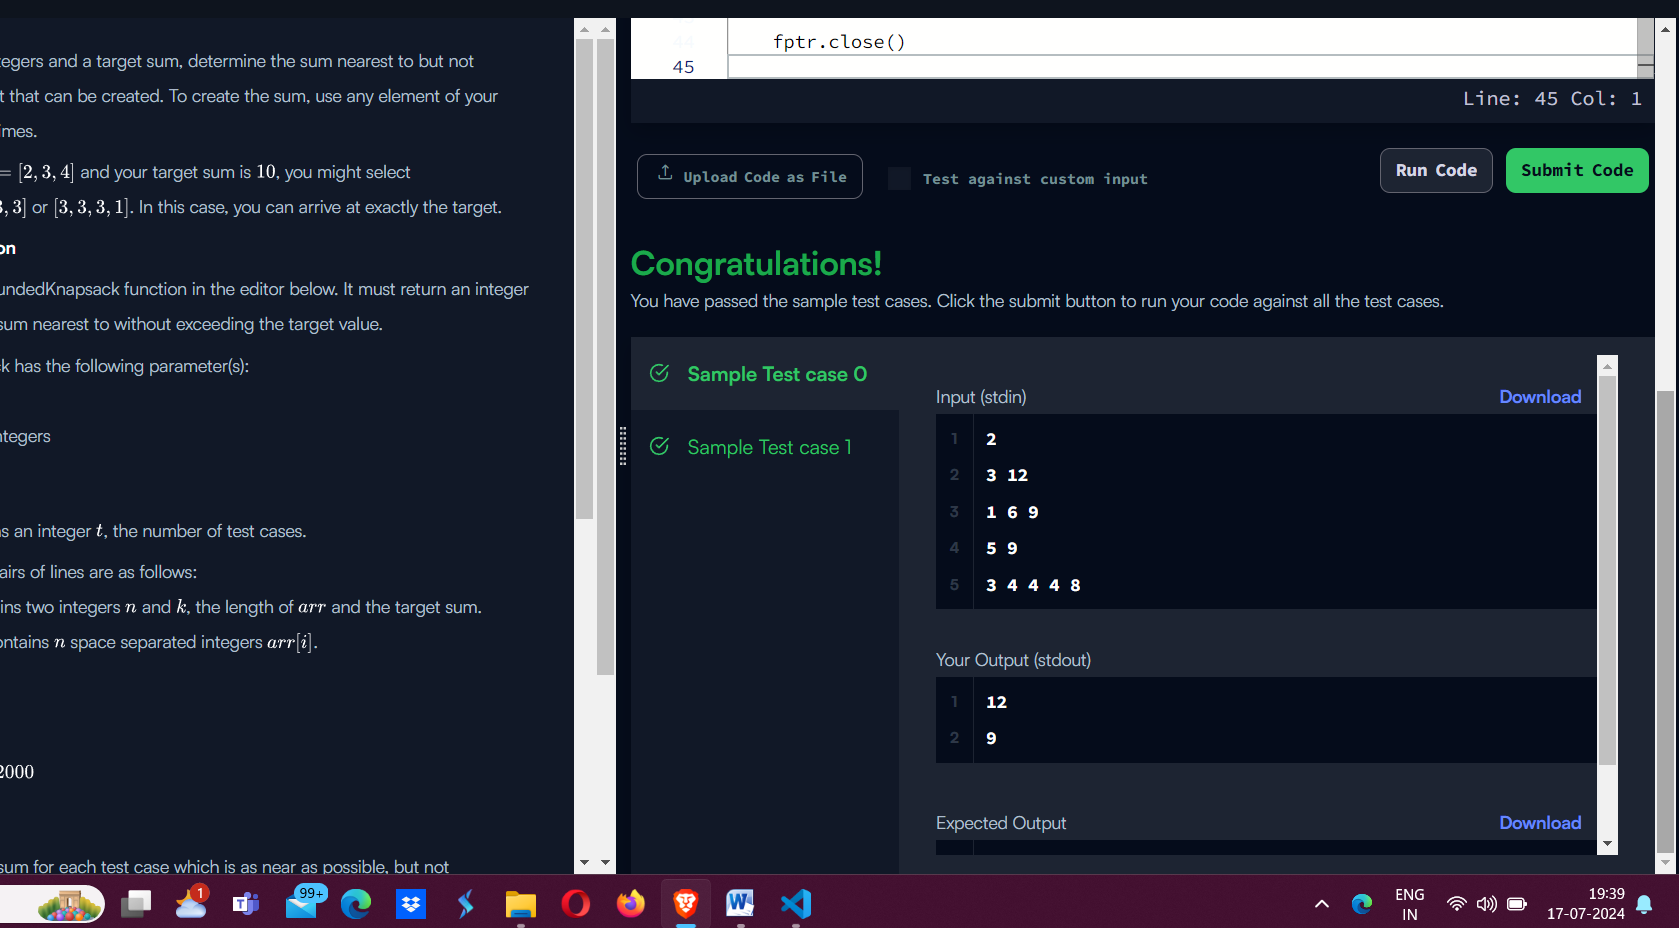 egers and a target sum, determine the sum nearest to but not
t that can be created. To create the sum, use any element of your
imes.
= [2, 3, 4] and your target sum is 10, you might select
3, 3] or [3, 3, 3, 1]. In this case, you can arrive at exactly the target.
on
undedKnapsack function in the editor below. It must return an integer
sum nearest to without exceeding the target value.
k has the following parameter(s):
ntegers
s an integer t, the number of test cases.
airs of lines are as follows:
ins two integers n and k, the length of arr and the target sum.
ontains n space separated integers arr[i].
2000
sum for each test case which is as near as possible, but not
44 fptr.close()
45
Line: 45 Col: 1
Upload Code as File
Test against custom input
Run Code
Submit Code
Congratulations!
You have passed the sample test cases. Click the submit button to run your code against all the test cases.
Sample Test case 0
Sample Test case 1
Input (stdin)
Download
1 2
2 3 12
3 1 6 9
4 5 9
5 3 4 4 4 8
Your Output (stdout)
1 12
2 9
Expected Output
Download
1
99+
ENG
IN
19:39
17-07-2024